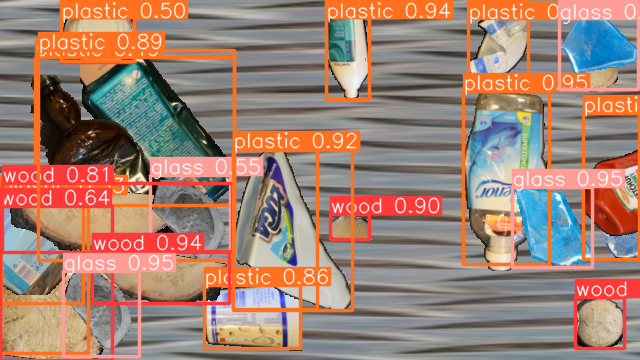 plastic 0.50
plastic 0.94
plastic 0
glass 0
plastic 0.89
plastic 0.95
plasti
plastic 0.92
glass 0.55
wood 0.81
glass 0.95
wood 0.64
wood 0.90
wood 0.94
glass 0.95
plastic 0.86
wood